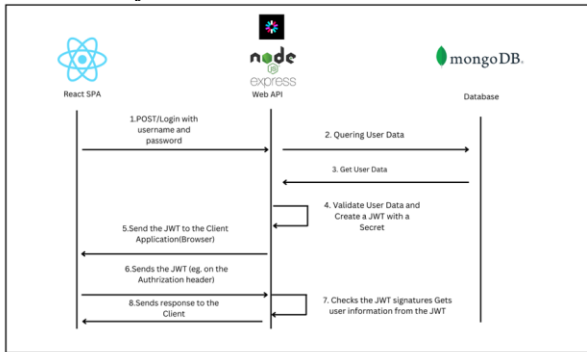 node
JS
express
mongoDB.
React SPA
Web API
Database
1.POST/Login with
username and
password
2. Quering User Data
3. Get User Data
4. Validate User Data and
Create a JWT with a
Secret
5.Send the JWT to the Client
Application(Browser)
6.Sends the JWT (eg. on the
Authrization header)
7. Checks the JWT signatures Gets
user information from the JWT
8.Sends response to the
Client